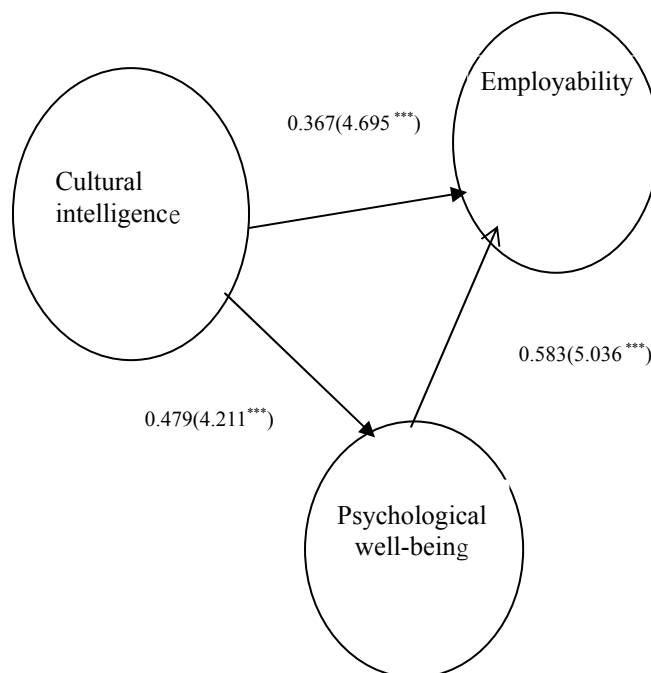 Employability
0.367(4.695 ***)
Cultural
intelligence
0.583(5.036 ***)
0.479(4.211***)
Psychological
well-being